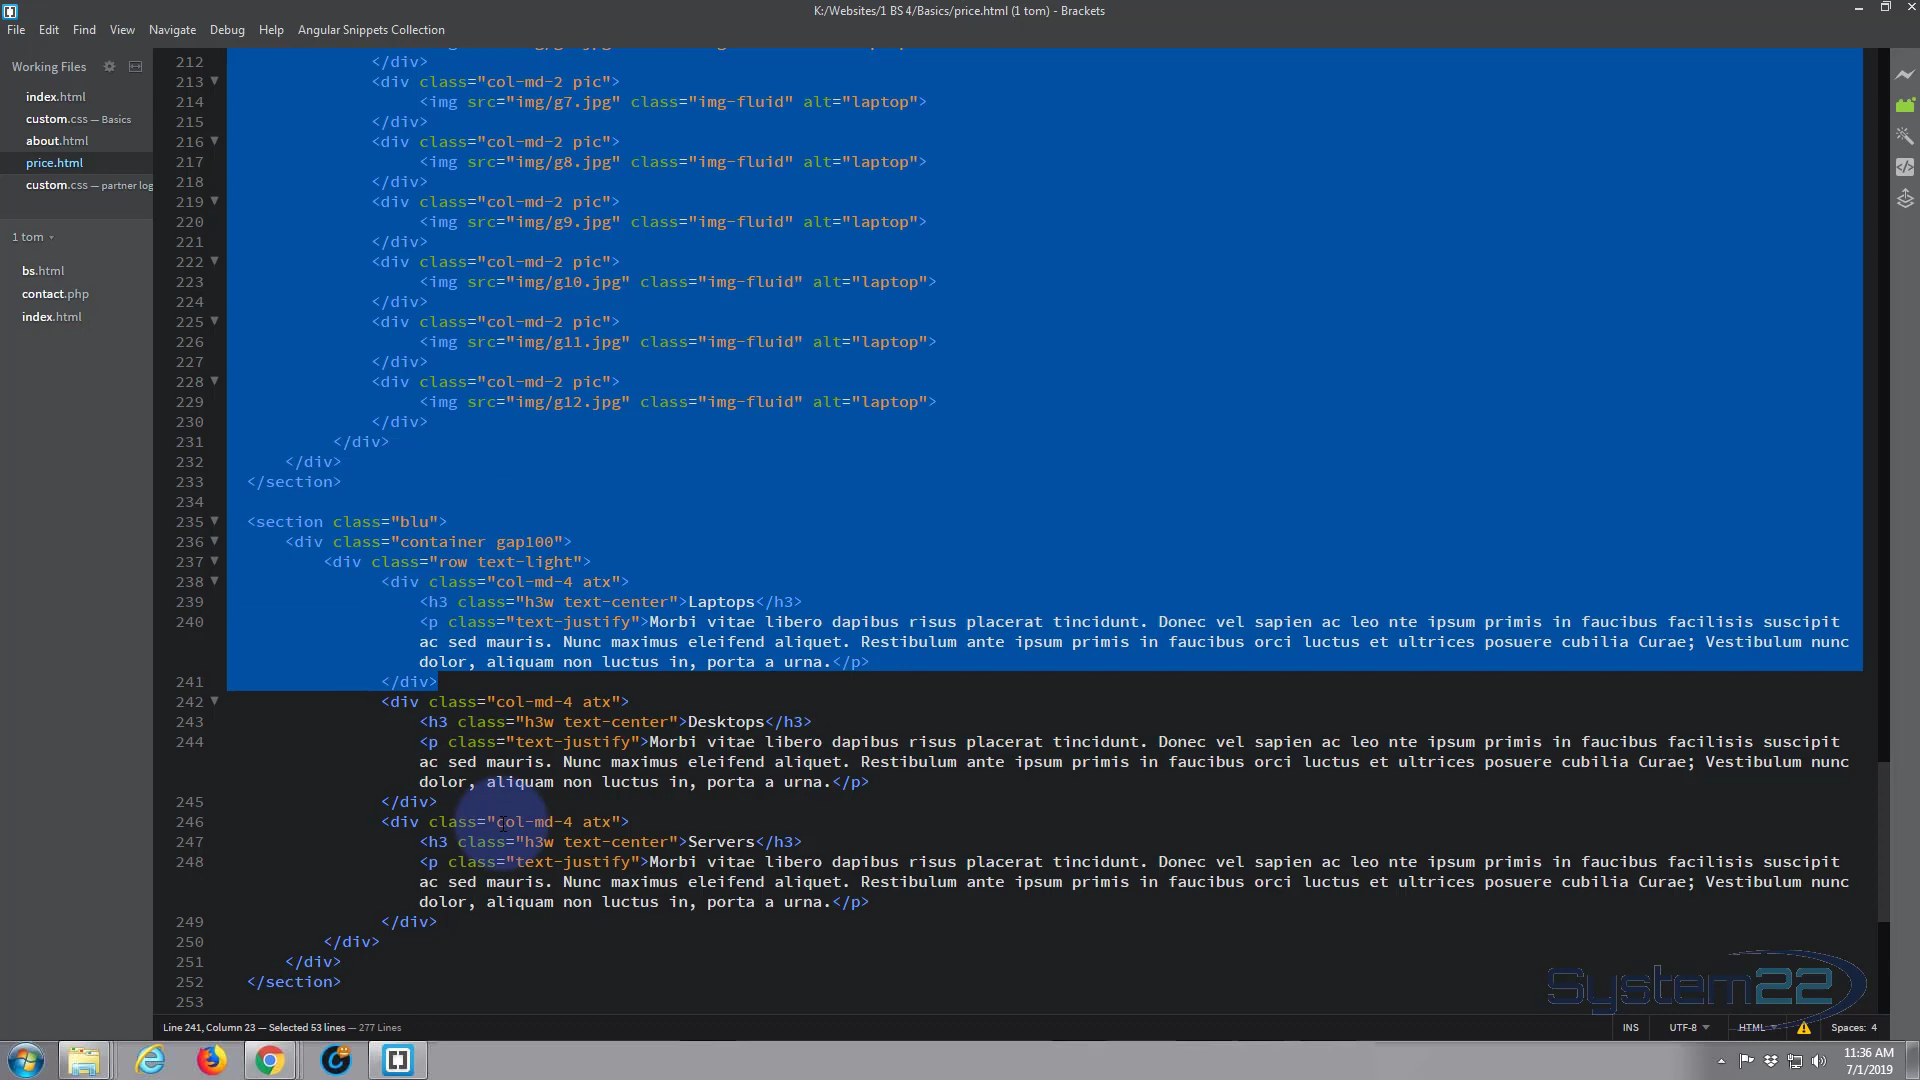 K:/Websites/1 BS 4/Basics/price.html (1 tom) - Brackets
File Edit Find View Navigate Debug Help Angular Snippets Collection
Working Files
index.html
custom.css — Basics
about.html
price.html
custom.css — partner log
1 tom
bs.html
contact.php
index.html
212 </div>
213 <div class="col-md-2 pic">
214 <img src="img/g7.jpg" class="img-fluid" alt="laptop">
215 </div>
216 <div class="col-md-2 pic">
217 <img src="img/g8.jpg" class="img-fluid" alt="laptop">
218 </div>
219 <div class="col-md-2 pic">
220 <img src="img/g9.jpg" class="img-fluid" alt="laptop">
221 </div>
222 <div class="col-md-2 pic">
223 <img src="img/g10.jpg" class="img-fluid" alt="laptop">
224 </div>
225 <div class="col-md-2 pic">
226 <img src="img/g11.jpg" class="img-fluid" alt="laptop">
227 </div>
228 <div class="col-md-2 pic">
229 <img src="img/g12.jpg" class="img-fluid" alt="laptop">
230 </div>
231 </div>
232 </div>
233 </section>
234
235 <section class="blu">
236 <div class="container gap100">
237 <div class="row text-light">
238 <div class="col-md-4 atx">
239 <h3 class="h3w text-center">Laptops</h3>
240 <p class="text-justify">Morbi vitae libero dapibus risus placerat tincidunt. Donec vel sapien ac leo nte ipsum primis in faucibus facilisis suscipit
ac sed mauris. Nunc maximus eleifend aliquet. Restibulum ante ipsum primis in faucibus orci luctus et ultrices posuere cubilia Curae; Vestibulum nunc
dolor, aliquam non luctus in, porta a urna.</p>
241 </div>
242 <div class="col-md-4 atx">
243 <h3 class="h3w text-center">Desktops</h3>
244 <p class="text-justify">Morbi vitae libero dapibus risus placerat tincidunt. Donec vel sapien ac leo nte ipsum primis in faucibus facilisis suscipit
ac sed mauris. Nunc maximus eleifend aliquet. Restibulum ante ipsum primis in faucibus orci luctus et ultrices posuere cubilia Curae; Vestibulum nunc
dolor, aliquam non luctus in, porta a urna.</p>
245 </div>
246 <div class="col-md-4 atx">
247 <h3 class="h3w text-center">Servers</h3>
248 <p class="text-justify">Morbi vitae libero dapibus risus placerat tincidunt. Donec vel sapien ac leo nte ipsum primis in faucibus facilisis suscipit
ac sed mauris. Nunc maximus eleifend aliquet. Restibulum ante ipsum primis in faucibus orci luctus et ultrices posuere cubilia Curae; Vestibulum nunc
dolor, aliquam non luctus in, porta a urna.</p>
249 </div>
250 </div>
251 </div>
252 </section>
253
System22
Line 241, Column 23 — Selected 53 lines — 277 Lines
INS UTF-8 HTML Spaces: 4
11:36 AM
7/1/2019